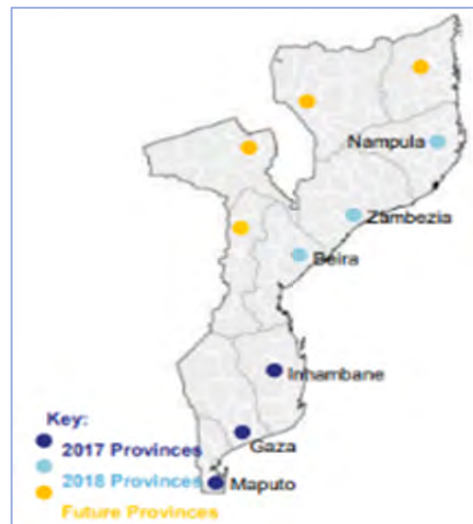 Nampula
Zambezia
Beira
Inhambane
Gaza
Maputo
Key:
2017 Provinces
2018 Provinces
Future Provinces